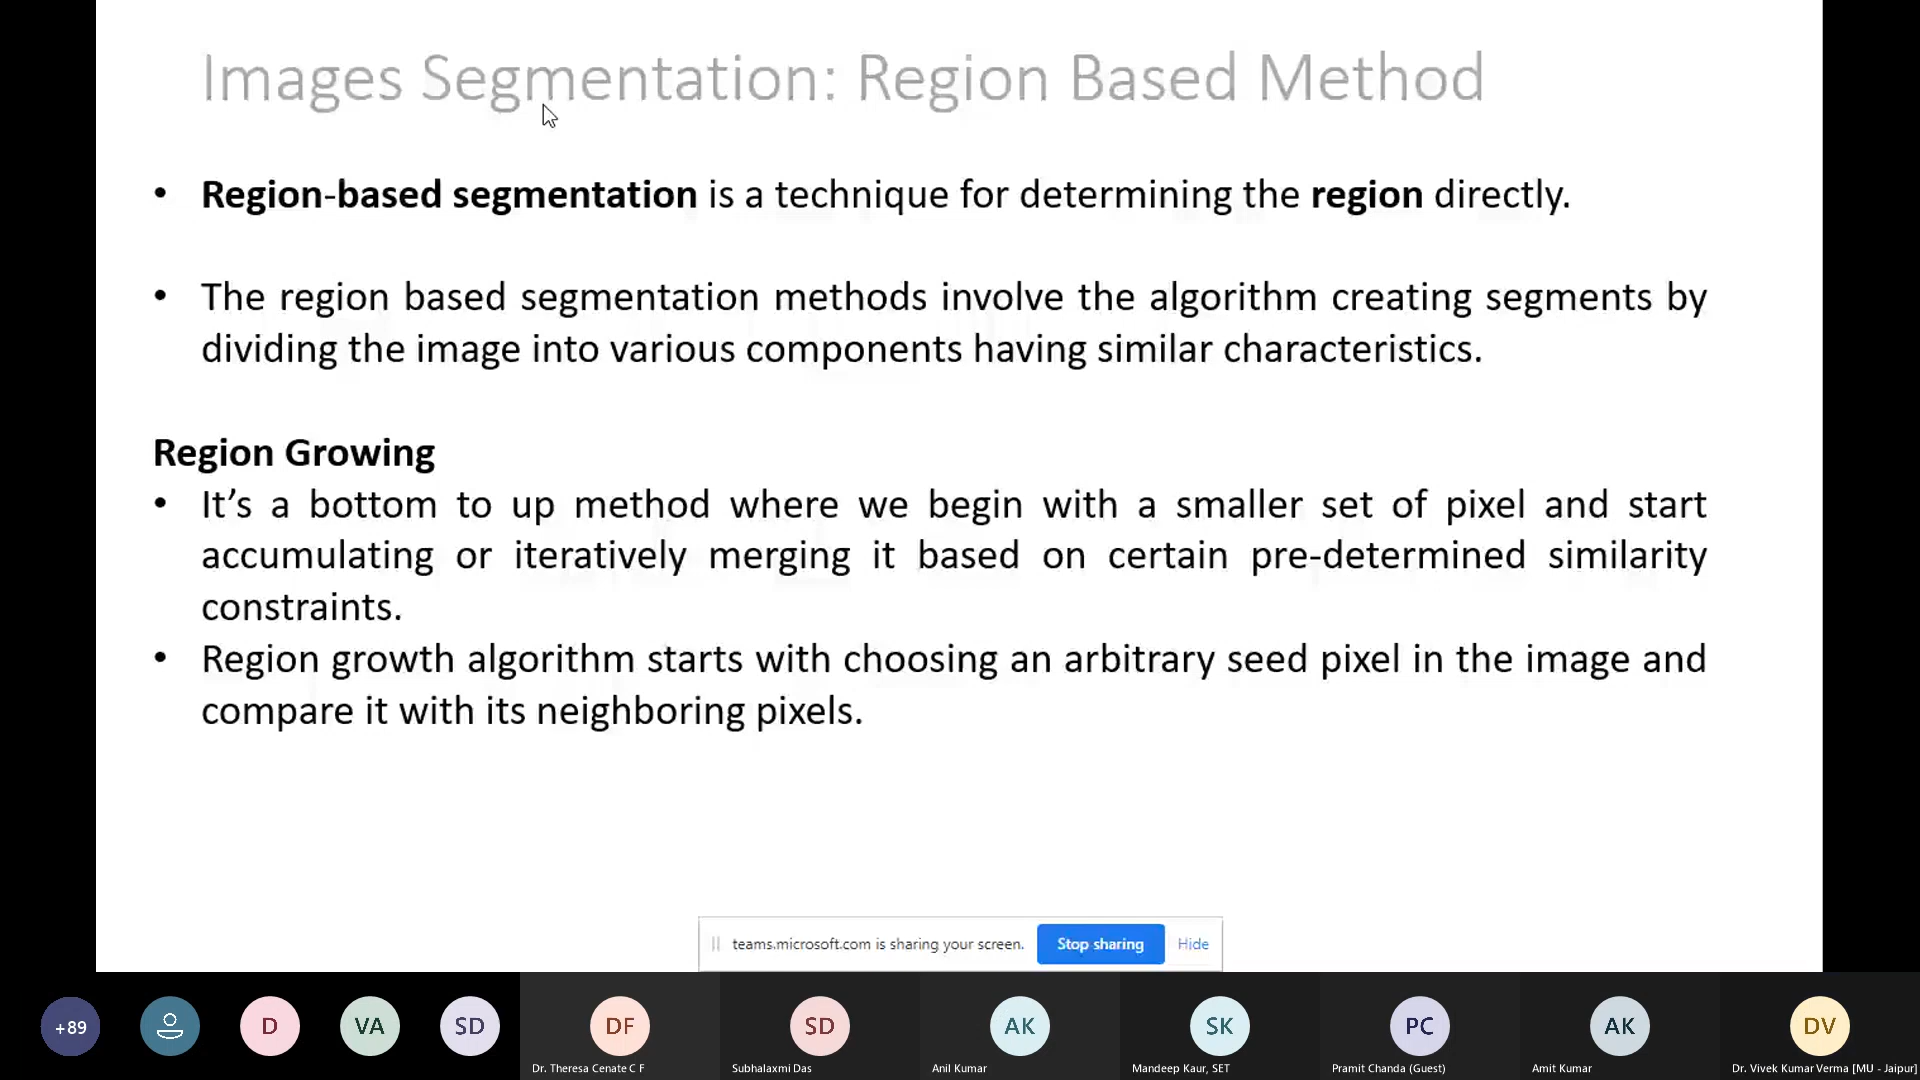 Images Segmentation: Region Based Method
• Region-based segmentation is a technique for determining the region directly.
• The region based segmentation methods involve the algorithm creating segments by
dividing the image into various components having similar characteristics.
Region Growing
• It’s a bottom to up method where we begin with a smaller set of pixel and start
accumulating or iteratively merging it based on certain pre-determined similarity
constraints.
• Region growth algorithm starts with choosing an arbitrary seed pixel in the image and
compare it with its neighboring pixels.
teams.microsoft.com is sharing your screen. Stop sharing Hide
+89 D VA SD DF SD AK SK PC AK DV
Dr. Theresa Cenate C F Subhalaxmi Das Anil Kumar Mandeep Kaur, SET Pramit Chanda (Guest) Amit Kumar Dr. Vivek Kumar Verma [MU - Jaipur]